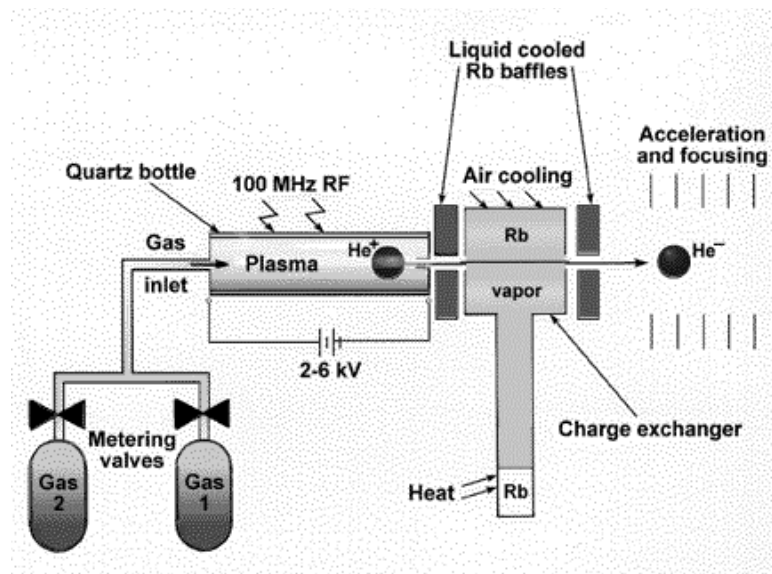 Liquid cooled
Rb baffles
Acceleration
and focusing
Quartz bottle
100 MHz RF
Air cooling
Gas
inlet
Plasma
He+
Rb
vapor
He−
2-6 kV
Metering
valves
Charge exchanger
Gas
2
Gas
1
Heat
Rb